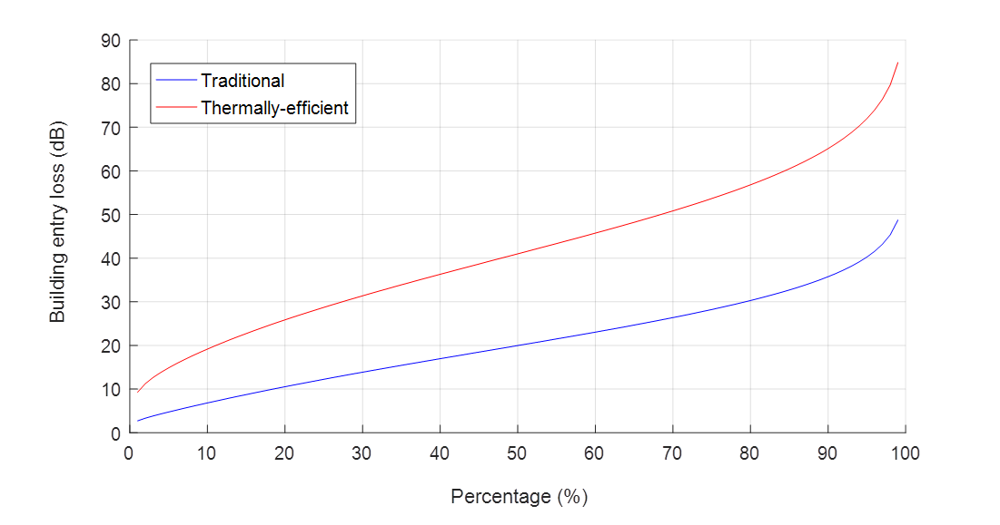 90
80
70
60
50
40
30
20
10
0
Building entry loss (dB)
Traditional
Thermally-efficient
0 10 20 30 40 50 60 70 80 90 100
Percentage (%)